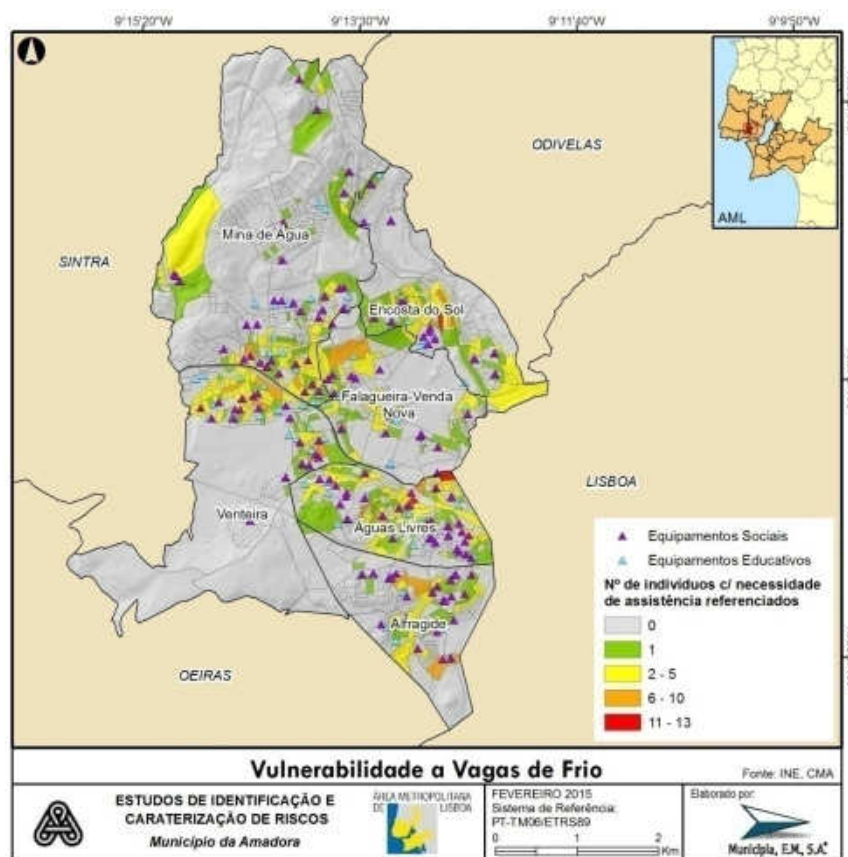 9°15'20"W 9°13'30"W 9°11'40"W 9°9'50"W
ODIVELAS
AML
Mina de Água
SINTRA
Encosta do Sol
Falagueira-Venda
Nova
LISBOA
Venteira
Águas Livres
Alfragide
OEIRAS
Equipamentos Sociais
Equipamentos Educativos
Nº de indivíduos c/ necessidade
de assistência referenciados
0
1
2 - 5
6 - 10
11 - 13
Vulnerabilidade a Vagas de Frio
Fonte: INE, CMA
ESTUDOS DE IDENTIFICAÇÃO E
CARATERIZAÇÃO DE RISCOS
Município da Amadora
ÁREA METROPOLITANA
DE LISBOA
FEVEREIRO 2015
Sistema de Referência:
PT-TM06/ETRS89
0 1 2
Km
Elaborado por:
Municípia, E.M., S.A.